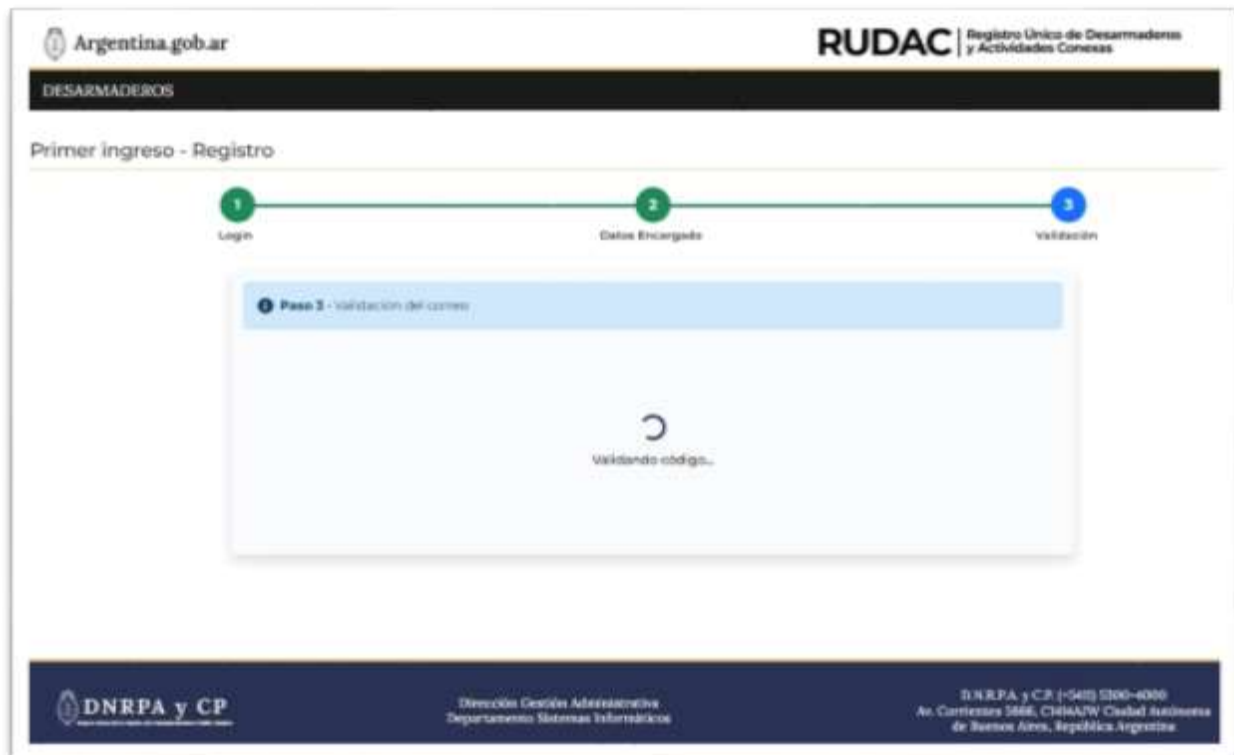 Argentina.gob.ar
RUDAC
Registro Único de Desarmaderos
y Actividades Conexas
DESARMADEROS
Primer ingreso - Registro
1
2
3
Login
Datos Encargado
Validación
Paso 3 - Validación del correo
Validando código...
DNRPA y CP
Dirección Gestión Administrativa
Departamento Sistemas Informáticos
D.N.R.P.A. y C.P. (+5411) 5300-4000
Av. Corrientes 5666, Ciudad Autónoma
de Buenos Aires, República Argentina